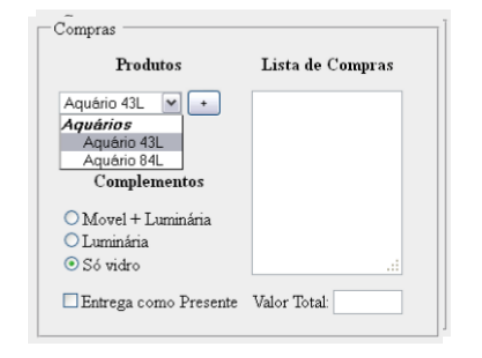 Compras
Produtos
Lista de Compras
Aquário 43L
+
Aquários
Aquário 43L
Aquário 84L
Complementos
Movel + Luminária
Luminária
Só vidro
Entrega como Presente
Valor Total: